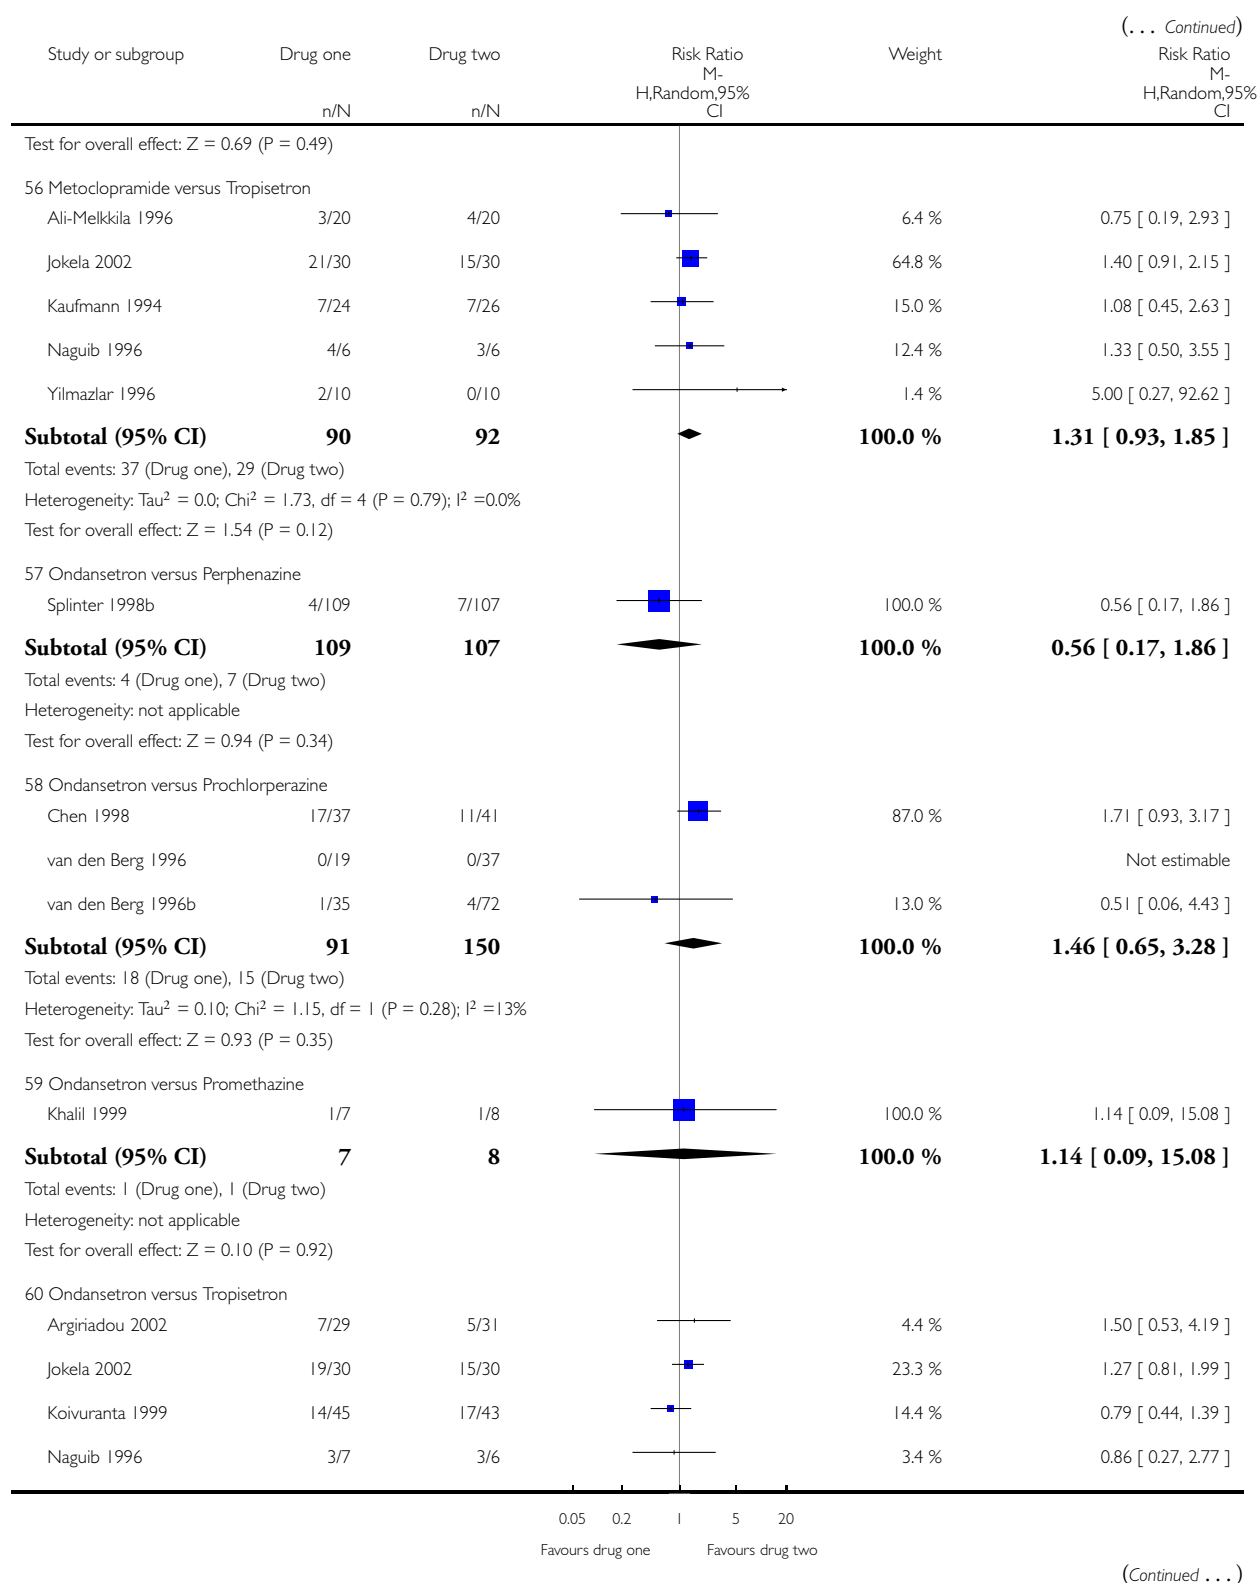 (... Continued)
Study or subgroup Drug one Drug two Risk Ratio Weight Risk Ratio
M- M-
H,Random,95% H,Random,95%
n/N n/N CI CI
Test for overall effect: Z = 0.69 (P = 0.49)
56 Metoclopramide versus Tropisetron
Ali-Melkkila 1996 3/20 4/20 6.4 % 0.75 [ 0.19, 2.93 ]
Jokela 2002 21/30 15/30 64.8 % 1.40 [ 0.91, 2.15 ]
Kaufmann 1994 7/24 7/26 15.0 % 1.08 [ 0.45, 2.63 ]
Naguib 1996 4/6 3/6 12.4 % 1.33 [ 0.50, 3.55 ]
Yilmazlar 1996 2/10 0/10 1.4 % 5.00 [ 0.27, 92.62 ]
Subtotal (95% CI) 90 92 100.0 % 1.31 [ 0.93, 1.85 ]
Total events: 37 (Drug one), 29 (Drug two)
Heterogeneity: Tau² = 0.0; Chi² = 1.73, df = 4 (P = 0.79); I² =0.0%
Test for overall effect: Z = 1.54 (P = 0.12)
57 Ondansetron versus Perphenazine
Splinter 1998b 4/109 7/107 100.0 % 0.56 [ 0.17, 1.86 ]
Subtotal (95% CI) 109 107 100.0 % 0.56 [ 0.17, 1.86 ]
Total events: 4 (Drug one), 7 (Drug two)
Heterogeneity: not applicable
Test for overall effect: Z = 0.94 (P = 0.34)
58 Ondansetron versus Prochlorperazine
Chen 1998 17/37 11/41 87.0 % 1.71 [ 0.93, 3.17 ]
van den Berg 1996 0/19 0/37 Not estimable
van den Berg 1996b 1/35 4/72 13.0 % 0.51 [ 0.06, 4.43 ]
Subtotal (95% CI) 91 150 100.0 % 1.46 [ 0.65, 3.28 ]
Total events: 18 (Drug one), 15 (Drug two)
Heterogeneity: Tau² = 0.10; Chi² = 1.15, df = 1 (P = 0.28); I² =13%
Test for overall effect: Z = 0.93 (P = 0.35)
59 Ondansetron versus Promethazine
Khalil 1999 1/7 1/8 100.0 % 1.14 [ 0.09, 15.08 ]
Subtotal (95% CI) 7 8 100.0 % 1.14 [ 0.09, 15.08 ]
Total events: 1 (Drug one), 1 (Drug two)
Heterogeneity: not applicable
Test for overall effect: Z = 0.10 (P = 0.92)
60 Ondansetron versus Tropisetron
Argiriadou 2002 7/29 5/31 4.4 % 1.50 [ 0.53, 4.19 ]
Jokela 2002 19/30 15/30 23.3 % 1.27 [ 0.81, 1.99 ]
Koivuranta 1999 14/45 17/43 14.4 % 0.79 [ 0.44, 1.39 ]
Naguib 1996 3/7 3/6 3.4 % 0.86 [ 0.27, 2.77 ]
0.05 0.2 1 5 20
Favours drug one Favours drug two
(Continued ...)